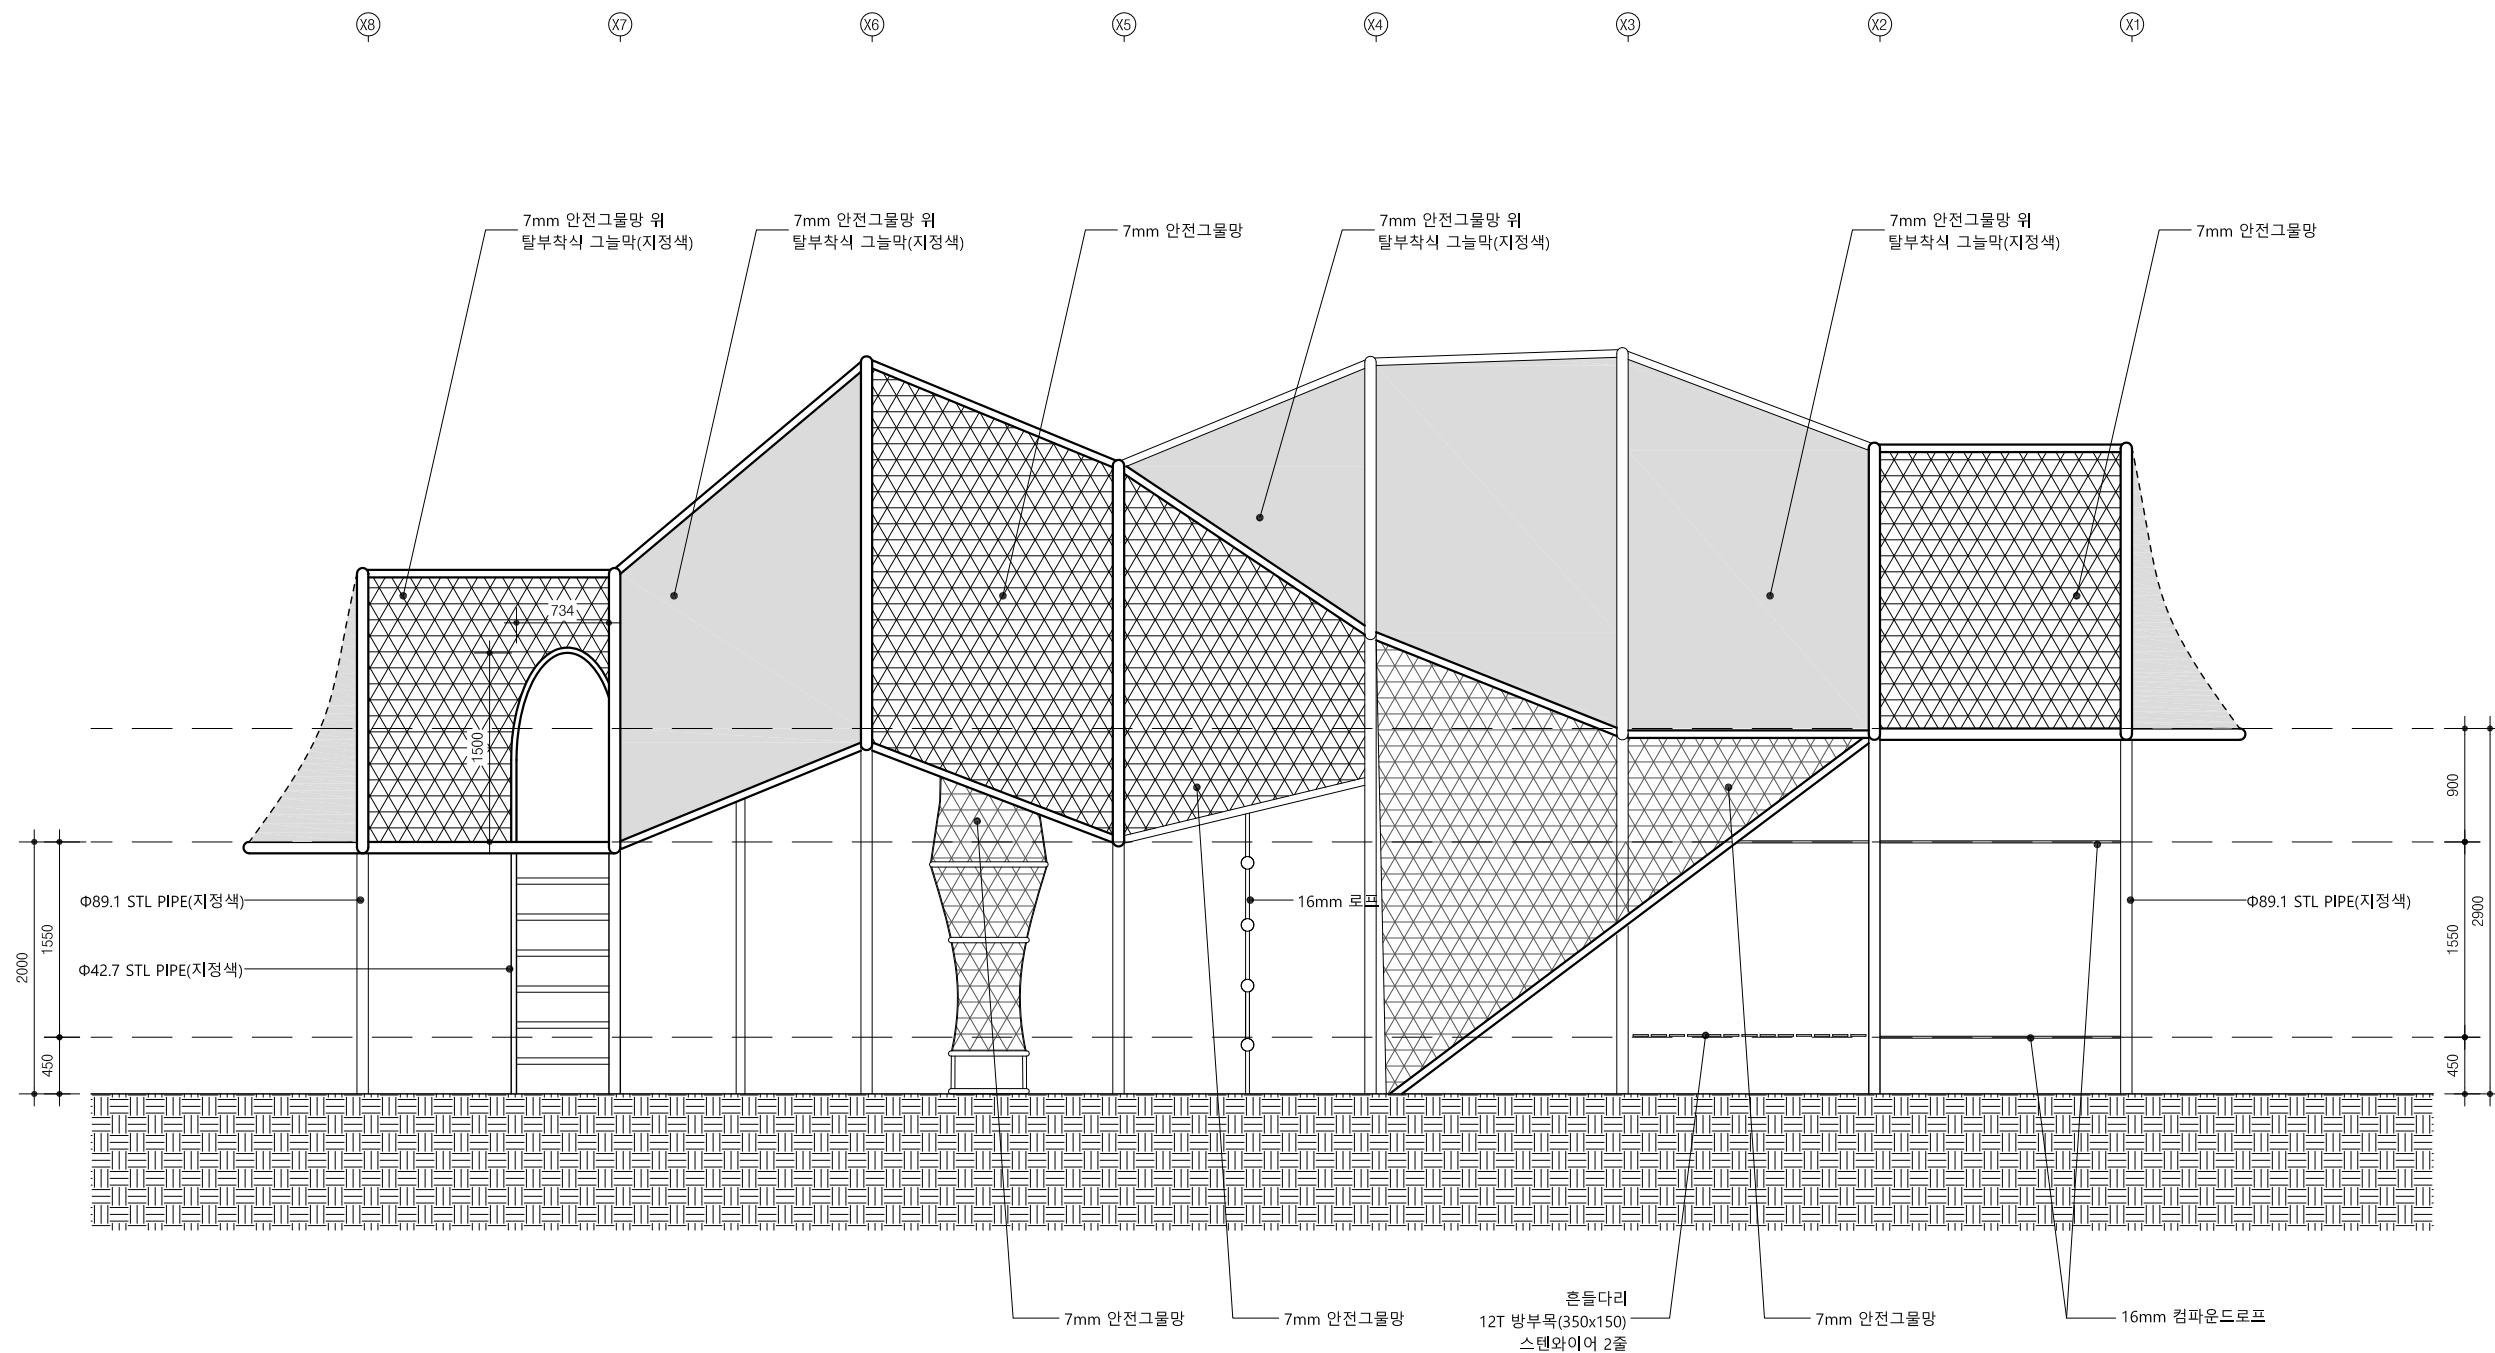 X8
X7
X6
X5
X4
X3
X2
X1
7mm 안전그물망 위
탈부착식 그늘막(지정색)
7mm 안전그물망 위
탈부착식 그늘막(지정색)
7mm 안전그물망
7mm 안전그물망 위
탈부착식 그늘막(지정색)
7mm 안전그물망 위
탈부착식 그늘막(지정색)
7mm 안전그물망
734
1500
900
Φ89.1 STL PIPE(지정색)
16mm 로프
Φ89.1 STL PIPE(지정색)
2900
1550
1550
2000
Φ42.7 STL PIPE(지정색)
450
450
흔들다리
12T 방부목(350x150)
스텐와이어 2줄
7mm 안전그물망
7mm 안전그물망
7mm 안전그물망
16mm 컴파운드로프